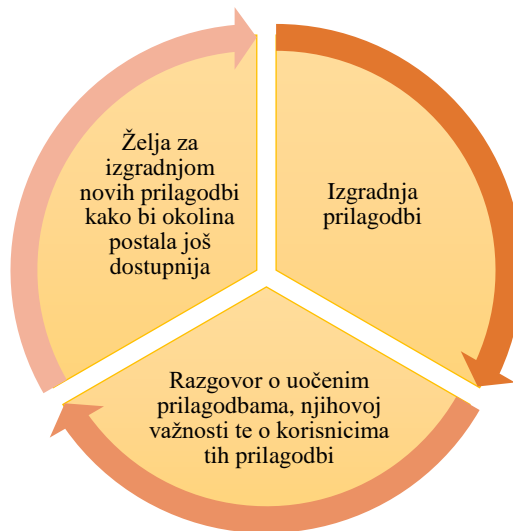 Želja za
izgradnjom
novih prilagodbi
kako bi okolina
postala još
dostupnija
Izgradnja
prilagodbi
Razgovor o uočenim
prilagodbama, njihovoj
važnosti te o korisnicima
tih prilagodbi